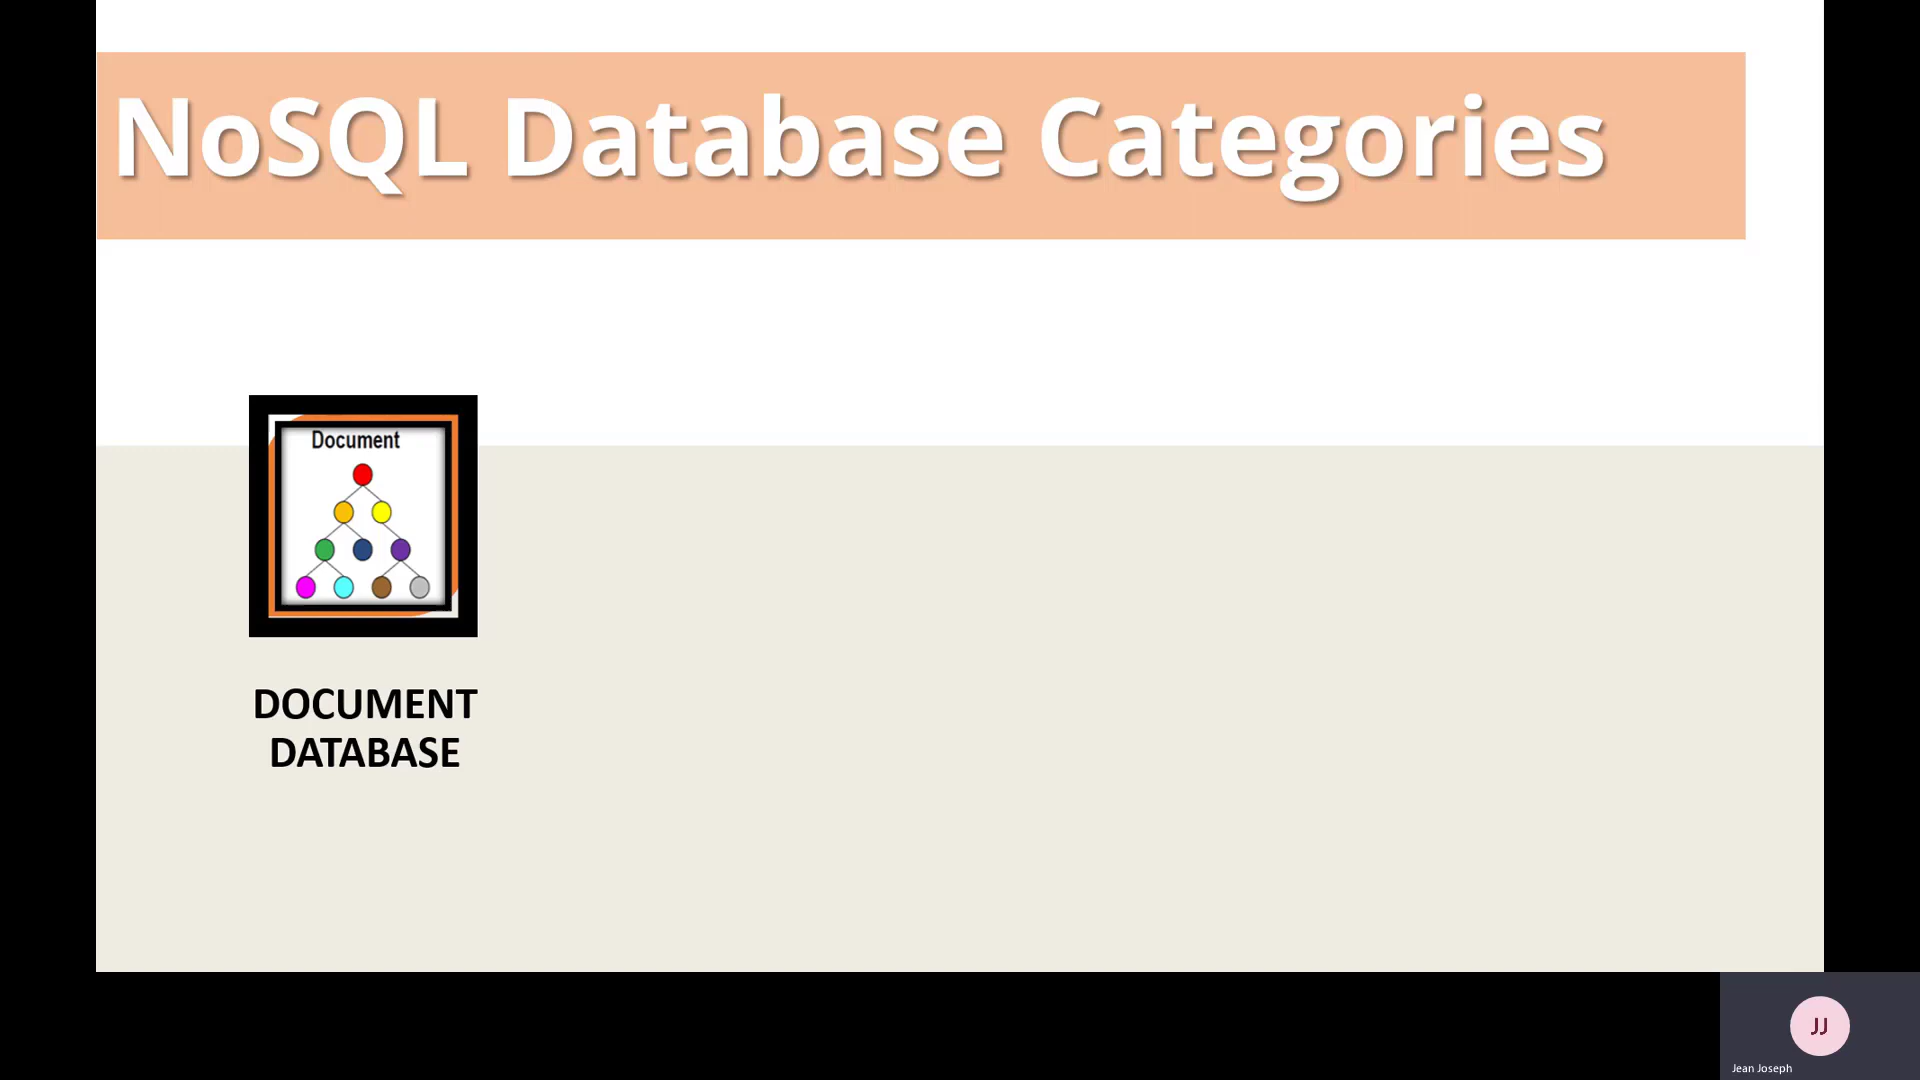 NoSQL Database Categories
Document
DOCUMENT
DATABASE
JJ
Jean Joseph